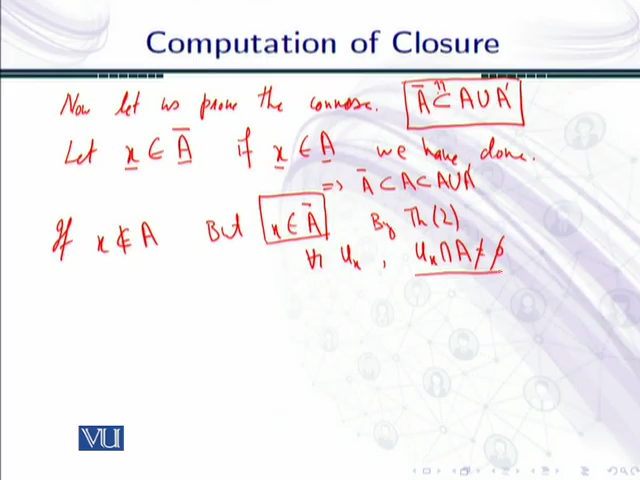 Computation of Closure
Now let us prove the converse. A̅ ⊂ A ∪ A'
Let x ∈ A̅ if x ∈ A we have done.
⇒ A̅ ⊂ A ⊂ A ∪ A'
If x ∉ A But x ∈ A̅ By Th(2)
∀ Uₓ, Uₓ ∩ A ≠ ϕ
VU